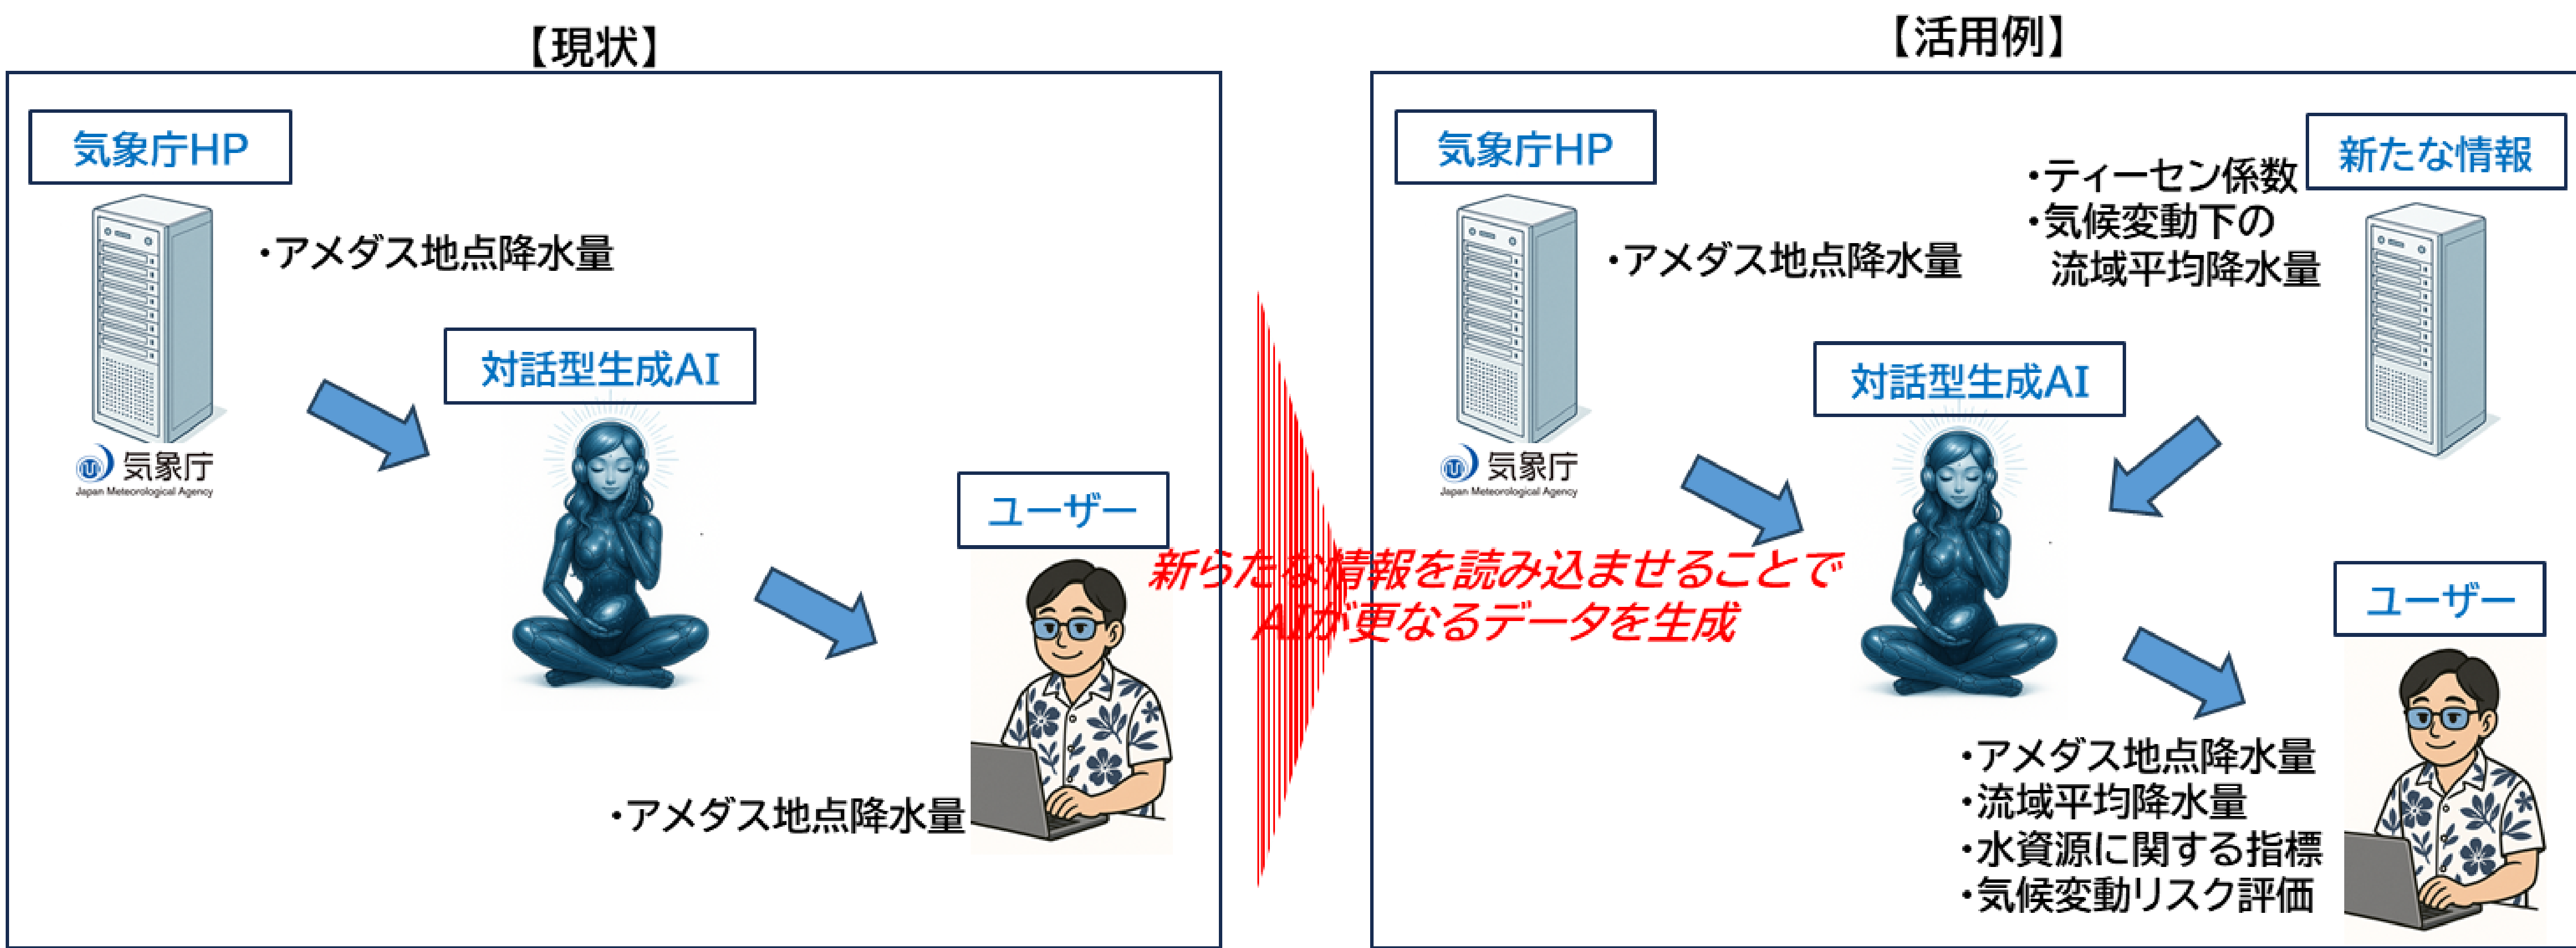 【現状】
気象庁HP
・アメダス地点降水量
対話型生成AI
気象庁
Japan Meteorological Agency
ユーザー
・アメダス地点降水量
新らたな情報を読み込ませることで
AIが更なるデータを生成
【活用例】
気象庁HP
・アメダス地点降水量
新たな情報
・ティーセン係数
・気候変動下の
流域平均降水量
対話型生成AI
気象庁
Japan Meteorological Agency
ユーザー
・アメダス地点降水量
・流域平均降水量
・水資源に関する指標
・気候変動リスク評価